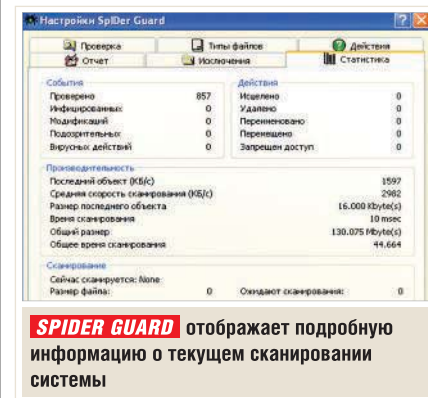 Настройки SpIDer Guard
Проверка Типы файлов Действия
Отчет Исключения Статистика
События Действия
Проверено 857 Исцелено 0
Инфицированных 0 Удалено 0
Модификаций 0 Переименовано 0
Подозрительных 0 Перемещено 0
Вирусных действий 0 Запрещен доступ 0
Производительность
Последний объект (КБ/с) 1597
Средняя скорость сканирования (КБ/с) 2982
Размер последнего объекта 16.000 Kbyte(s)
Время сканирования 10 msec
Общий размер 130.075 Mbyte(s)
Общее время сканирования 44.664
Сканирование
Сейчас сканируется: None
Размер файла: 0 Ожидают сканирования: 0
SPIDER GUARD отображает подробную
информацию о текущем сканировании
системы